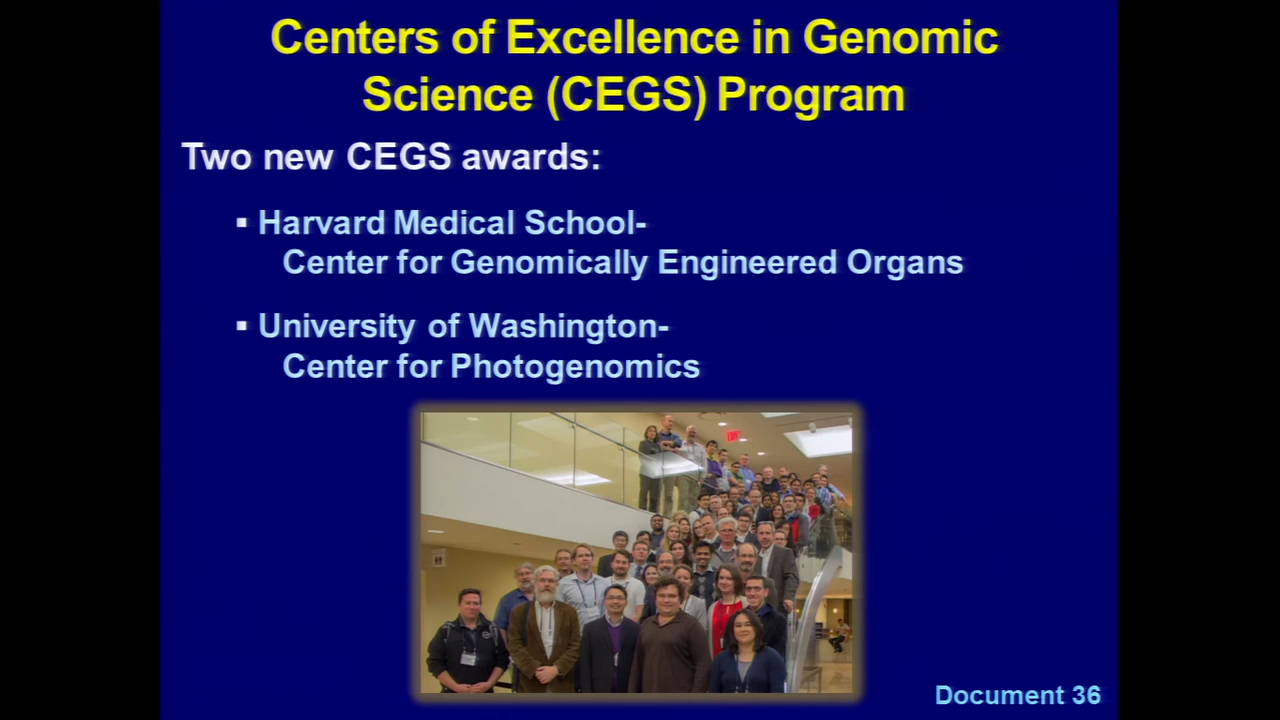 Centers of Excellence in Genomic
Science (CEGS) Program
Two new CEGS awards:
▪ Harvard Medical School-
Center for Genomically Engineered Organs
▪ University of Washington-
Center for Photogenomics
Document 36